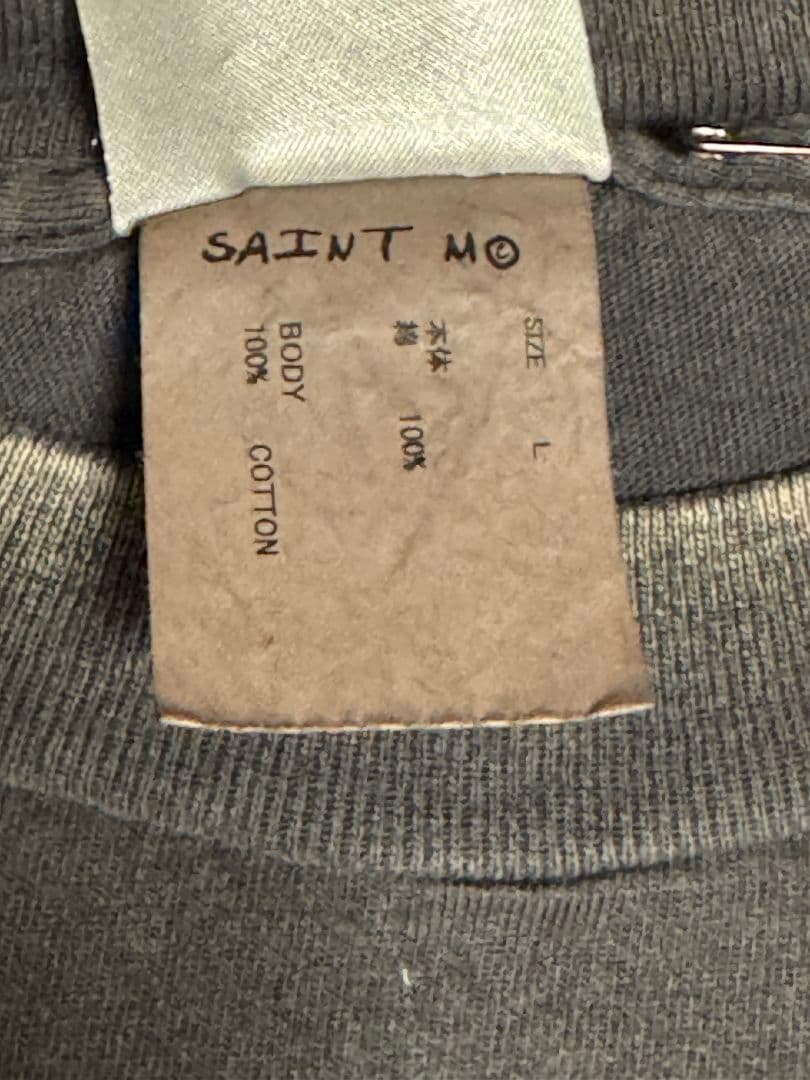 SAINT M©
SIZE L
本体
綿 100%
BODY
100% COTTON